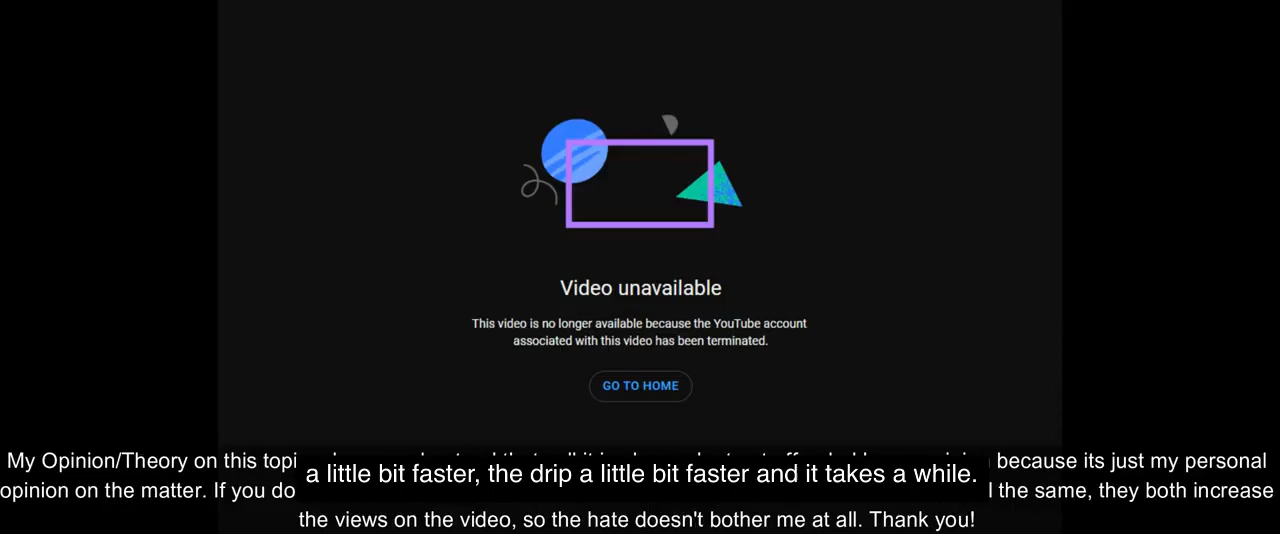 Video unavailable
This video is no longer available because the YouTube account
associated with this video has been terminated.
GO TO HOME
My Opinion/Theory on this topi because its just my personal
a little bit faster, the drip a little bit faster and it takes a while.
opinion on the matter. If you do the same, they both increase
the views on the video, so the hate doesn't bother me at all. Thank you!